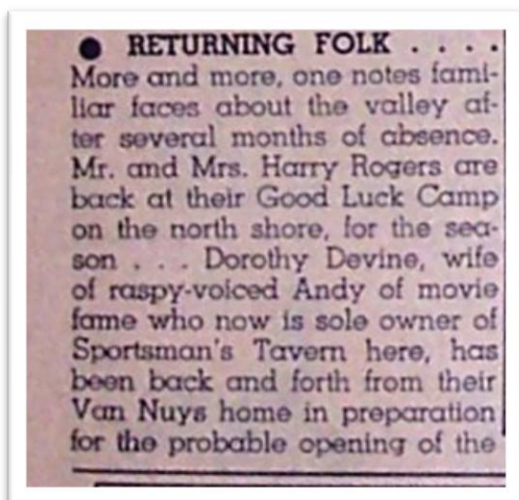 ● RETURNING FOLK . . . .
More and more, one notes fami-
liar faces about the valley af-
ter several months of absence.
Mr. and Mrs. Harry Rogers are
back at their Good Luck Camp
on the north shore, for the sea-
son . . . Dorothy Devine, wife
of raspy-voiced Andy of movie
fame who now is sole owner of
Sportsman's Tavern here, has
been back and forth from their
Van Nuys home in preparation
for the probable opening of the